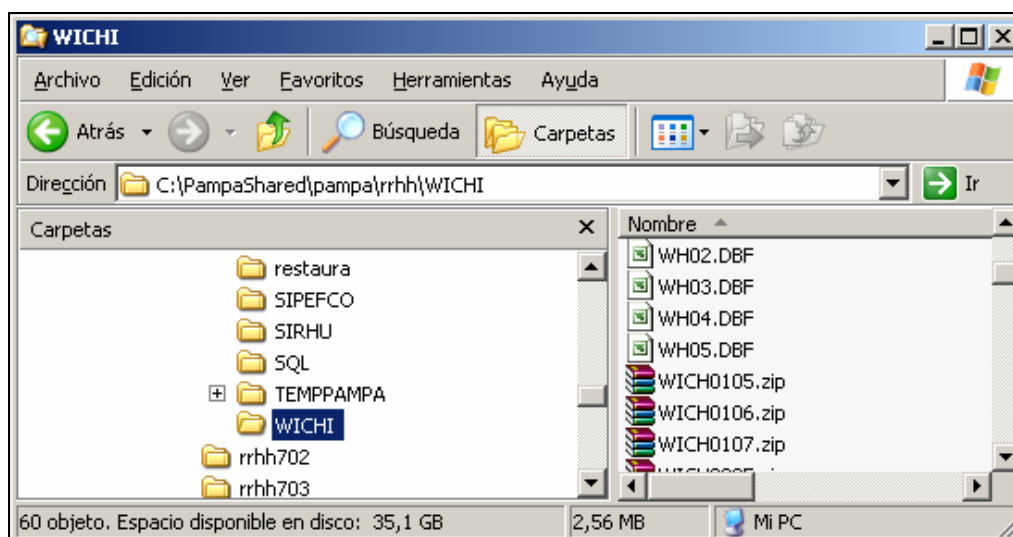 WICHI
Archivo Edición Ver Favoritos Herramientas Ayuda
Atrás Búsqueda Carpetas
Dirección C:\PampaShared\pampa\rrhh\WICHI Ir
Carpetas
restaura
SIPEFCO
SIRHU
SQL
TEMPPAMPA
WICHI
rrhh702
rrhh703
Nombre
WH02.DBF
WH03.DBF
WH04.DBF
WH05.DBF
WICH0105.zip
WICH0106.zip
WICH0107.zip
60 objeto. Espacio disponible en disco: 35,1 GB 2,56 MB Mi PC